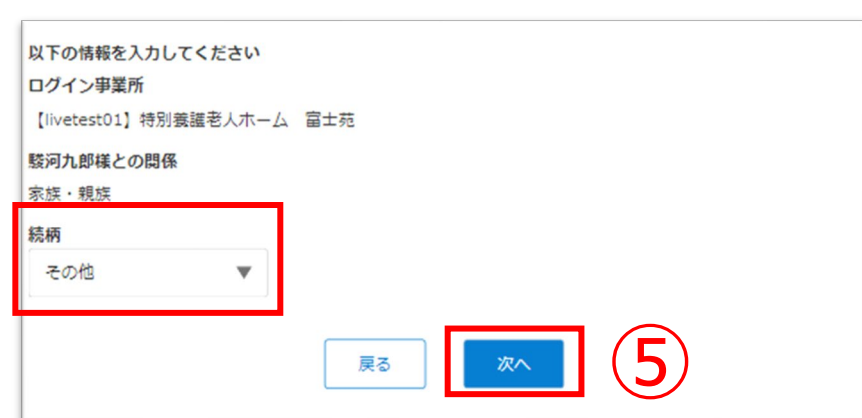 以下の情報を入力してください
ログイン事業所
【livetest01】特別養護老人ホーム　富士苑
駿河九郎様との関係
家族・親族
続柄
その他 ▼
戻る 次へ ⑤